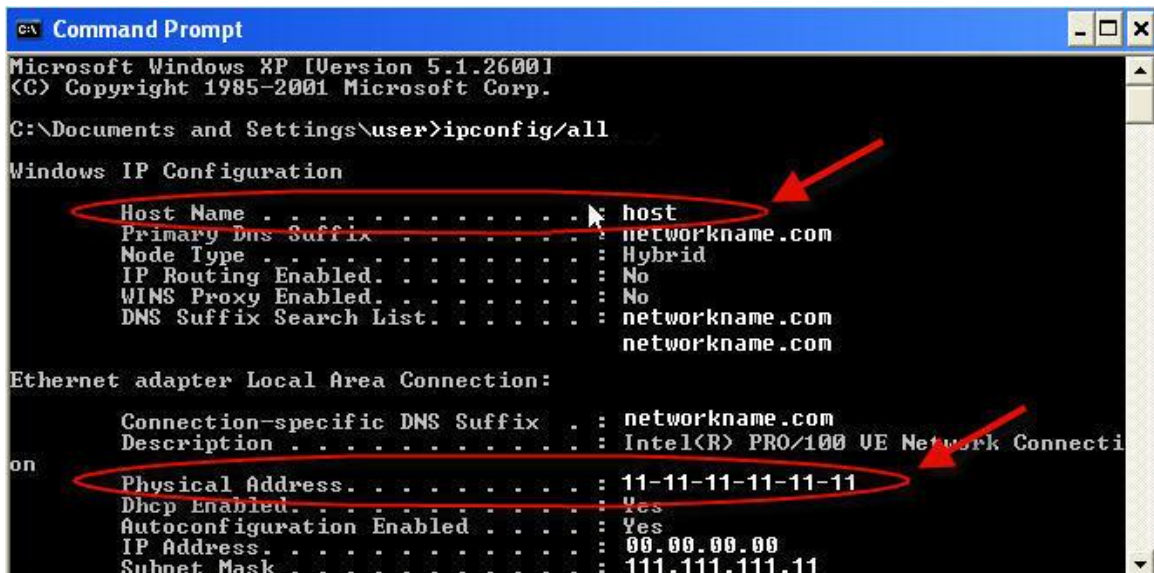 Command Prompt
Microsoft Windows XP [Version 5.1.2600]
(C) Copyright 1985-2001 Microsoft Corp.
C:\Documents and Settings\user>ipconfig/all
Windows IP Configuration
Host Name . . . . . . . . . . . . : host
Primary Dns Suffix . . . . . . . : networkname.com
Node Type . . . . . . . . . . . . : Hybrid
IP Routing Enabled. . . . . . . . : No
WINS Proxy Enabled. . . . . . . . : No
DNS Suffix Search List. . . . . . : networkname.com
networkname.com
Ethernet adapter Local Area Connection:
Connection-specific DNS Suffix . : networkname.com
Description . . . . . . . . . . . : Intel(R) PRO/100 VE Network Connecti
on
Physical Address. . . . . . . . . : 11-11-11-11-11-11
Dhcp Enabled. . . . . . . . . . . : Yes
Autoconfiguration Enabled . . . . : Yes
IP Address. . . . . . . . . . . . : 00.00.00.00
Subnet Mask . . . . . . . . . . . : 111.111.111.11